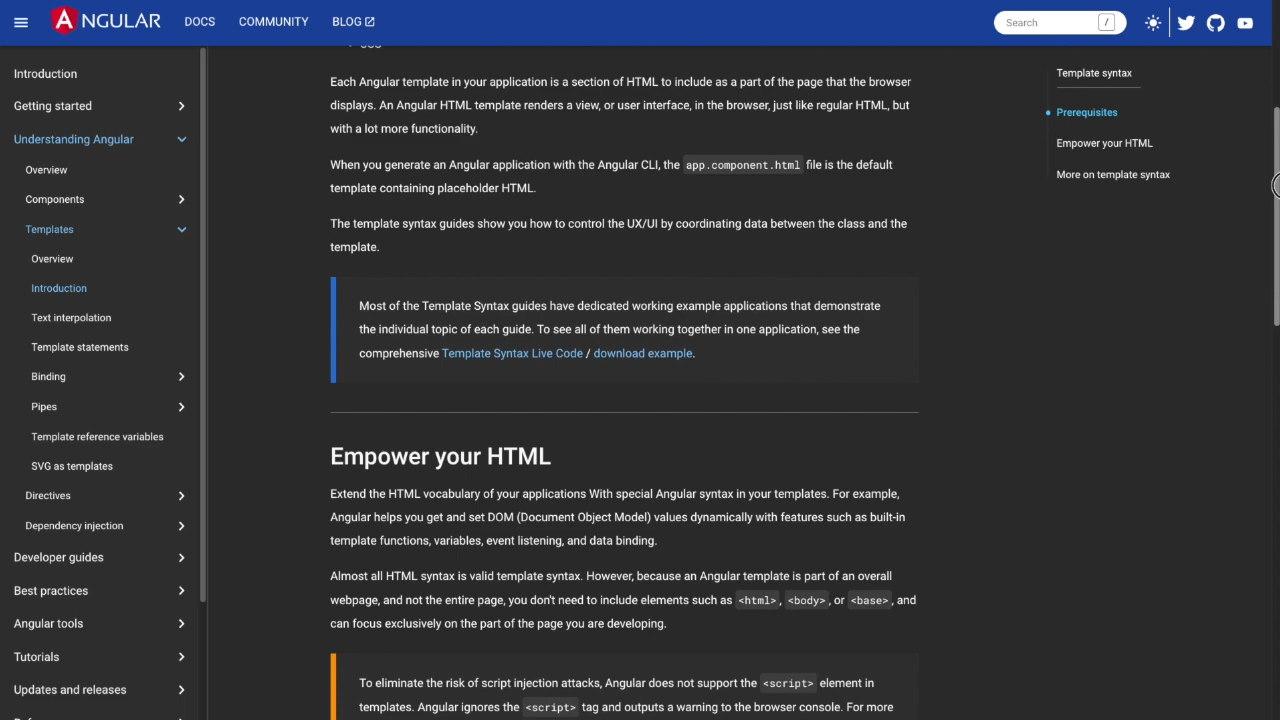 ANGULAR
DOCS
COMMUNITY
BLOG
Search
/
Introduction
Getting started
Understanding Angular
Overview
Components
Templates
Overview
Introduction
Text interpolation
Template statements
Binding
Pipes
Template reference variables
SVG as templates
Directives
Dependency injection
Developer guides
Best practices
Angular tools
Tutorials
Updates and releases
Each Angular template in your application is a section of HTML to include as a part of the page that the browser
displays. An Angular HTML template renders a view, or user interface, in the browser, just like regular HTML, but
with a lot more functionality.
When you generate an Angular application with the Angular CLI, the app.component.html file is the default
template containing placeholder HTML.
The template syntax guides show you how to control the UX/UI by coordinating data between the class and the
template.
Most of the Template Syntax guides have dedicated working example applications that demonstrate
the individual topic of each guide. To see all of them working together in one application, see the
comprehensive Template Syntax Live Code / download example.
Empower your HTML
Extend the HTML vocabulary of your applications With special Angular syntax in your templates. For example,
Angular helps you get and set DOM (Document Object Model) values dynamically with features such as built-in
template functions, variables, event listening, and data binding.
Almost all HTML syntax is valid template syntax. However, because an Angular template is part of an overall
webpage, and not the entire page, you don't need to include elements such as <html>, <body>, or <base>, and
can focus exclusively on the part of the page you are developing.
To eliminate the risk of script injection attacks, Angular does not support the <script> element in
templates. Angular ignores the <script> tag and outputs a warning to the browser console. For more
Template syntax
Prerequisites
Empower your HTML
More on template syntax